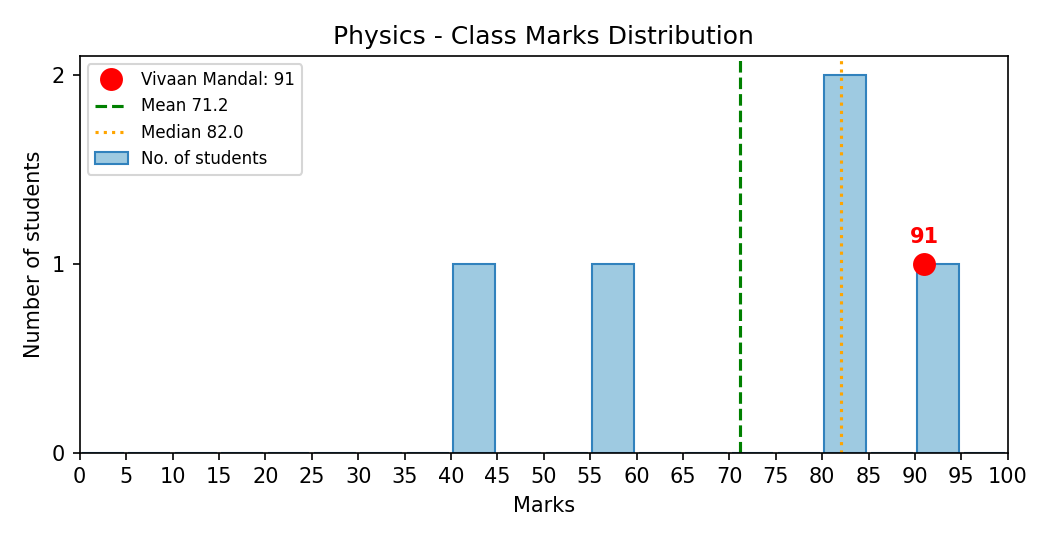 Physics - Class Marks Distribution
Vivaan Mandal: 91
Mean 71.2
Median 82.0
No. of students
Number of students
2
1
0
91
0 5 10 15 20 25 30 35 40 45 50 55 60 65 70 75 80 85 90 95 100
Marks